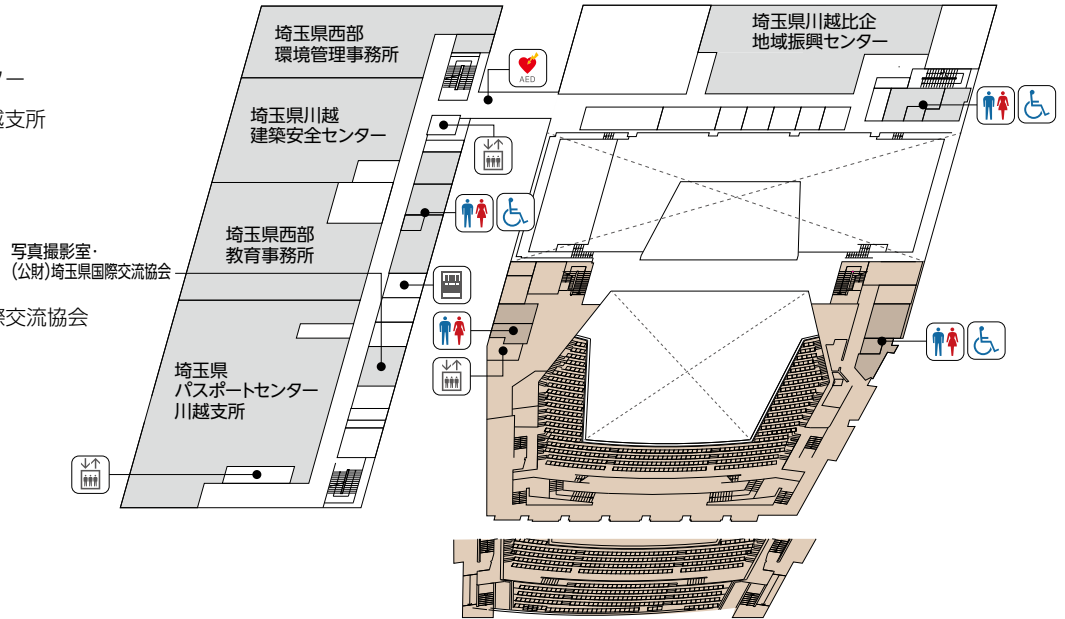 埼玉県西部
環境管理事務所
埼玉県川越比企
地域振興センター
AED
ター
支所
埼玉県川越
建築安全センター
埼玉県西部
教育事務所
写真撮影室・
(公財)埼玉県国際交流協会
交流協会
埼玉県
パスポートセンター
川越支所